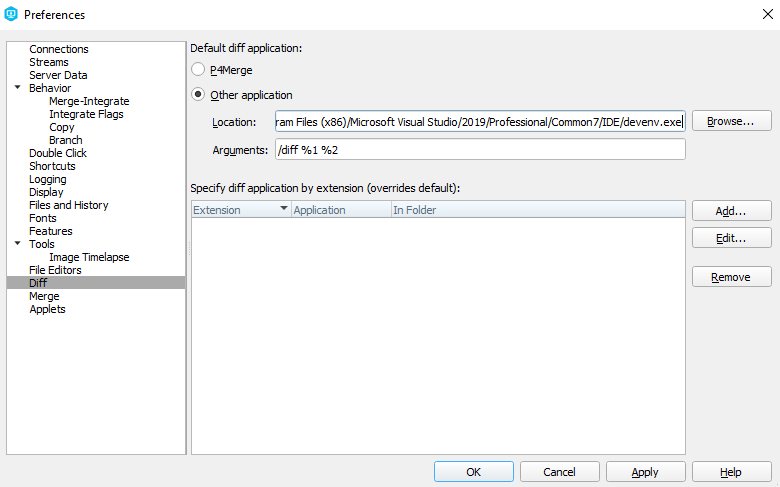 Preferences
Connections
Streams
Server Data
Behavior
Merge-Integrate
Integrate Flags
Copy
Branch
Double Click
Shortcuts
Logging
Display
Files and History
Fonts
Features
Tools
Image Timelapse
File Editors
Diff
Merge
Applets
Default diff application:
P4Merge
Other application
Location: ram Files (x86)/Microsoft Visual Studio/2019/Professional/Common7/IDE/devenv.exe Browse...
Arguments: /diff %1 %2
Specify diff application by extension (overrides default):
Extension Application In Folder
Add...
Edit...
Remove
OK Cancel Apply Help